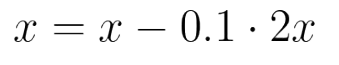 x = x − 0.1 · 2x